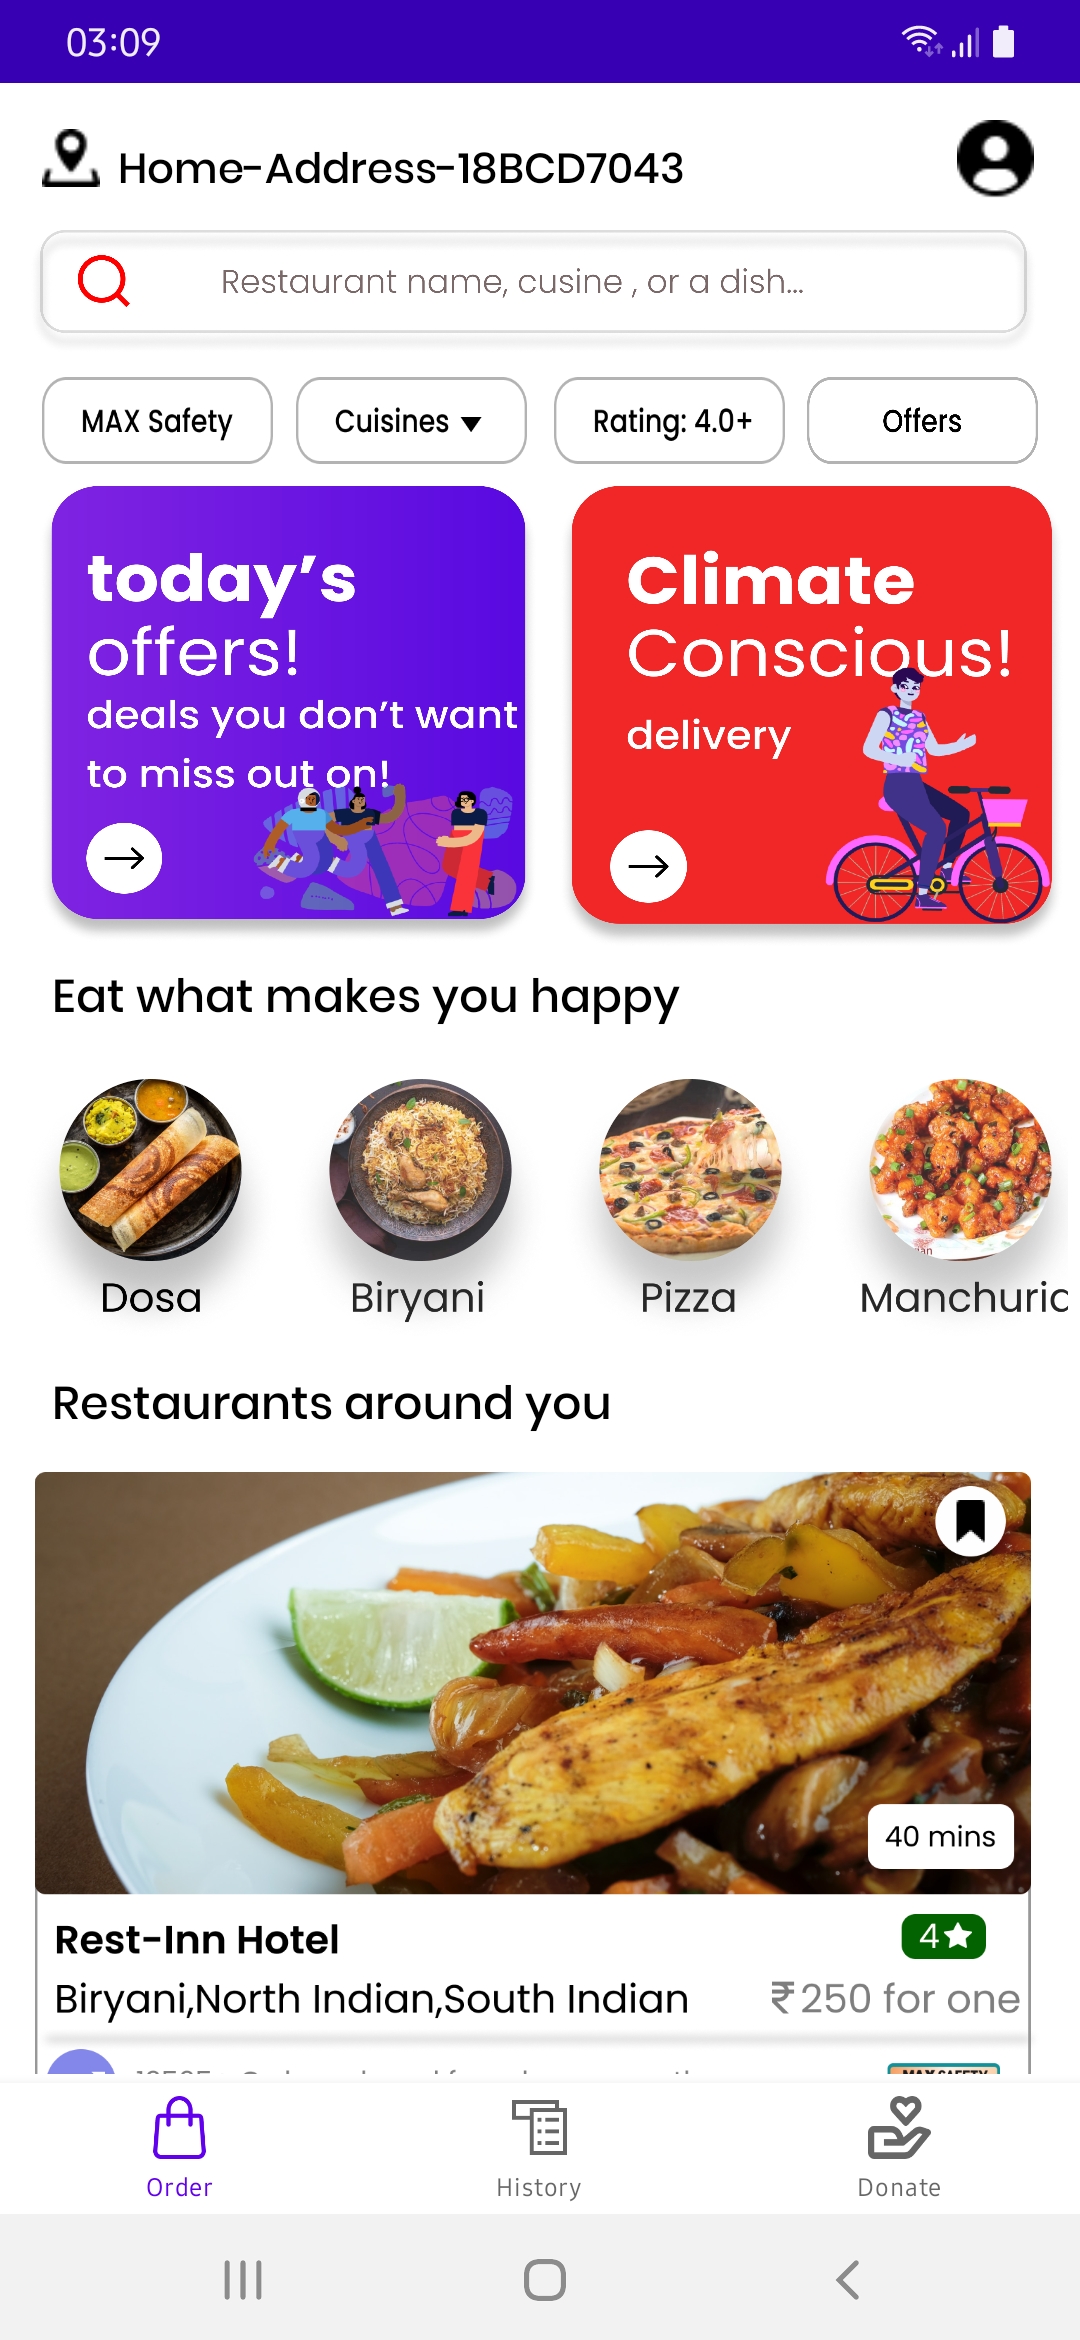 03:09
Home-Address-18BCD7043
Restaurant name, cusine , or a dish...
MAX Safety
Cuisines
Rating: 4.0+
Offers
today's
offers!
deals you don't want
to miss out on!
Climate
Conscious!
delivery
Eat what makes you happy
Dosa
Biryani
Pizza
Manchuric
Restaurants around you
40 mins
Rest-Inn Hotel
4
Biryani,North Indian,South Indian
₹250 for one
MAX SAFETY
Order
History
Donate